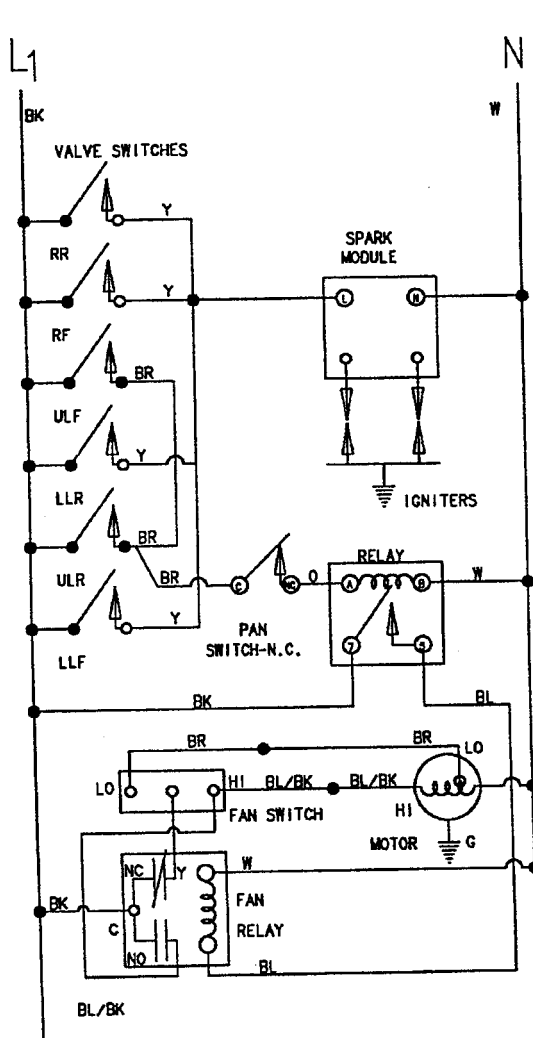 L1 N
BK W
VALVE SWITCHES
Y
RR
SPARK
MODULE
Y
L N
RF
BR
ULF
Y
IGNITERS
LLR
BR
BR
RELAY
C NC O A B W
ULR
Y
PAN
SWITCH-N.C.
7
LLF
BK
BL
BR BR LO
LO HI BL/BK BL/BK
FAN SWITCH
HI
MOTOR G
NC Y W
FAN
BK
C
RELAY
NO
BL
BL/BK